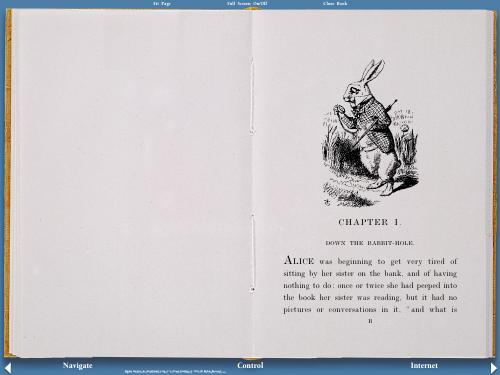 Fit Page
Full Screen On/Off
Close Book
CHAPTER I.
DOWN THE RABBIT-HOLE.
ALICE was beginning to get very tired of
sitting by her sister on the bank, and of having
nothing to do: once or twice she had peeped into
the book her sister was reading, but it had no
pictures or conversations in it, "and what is
B
Navigate
Control
Internet